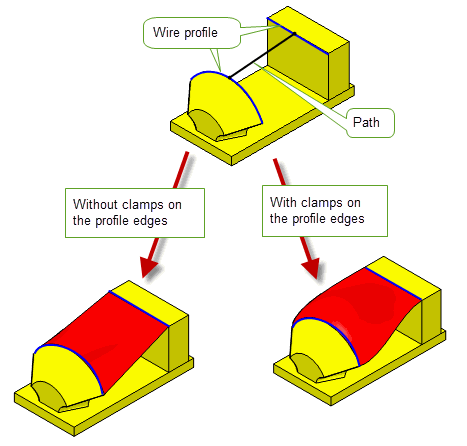 Wire profile
Path
Without clamps on
the profile edges
With clamps on
the profile edges